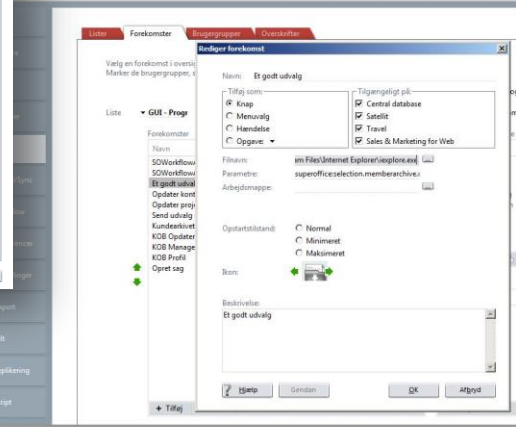 Lister
Forekomster
Brugergrupper
Overskrifter
Rediger forekomst
Vælg en forekomst i
Marker de brugergrupper,
Navn: Et godt udvalg
Tilføj som:
Knap
Menuvalg
Hændelse
Opgave:
Tilgængeligt på:
Central database
Satellit
Travel
Sales & Marketing for Web
Liste
GUI - Progr
Forekomster
Navn
SOWorkflow
SOWorkflow
Et godt udval
Opdater kont
Opdater proj
Send udvalg
Kundearkivet
KOB Opdater
KOB Manage
KOB Profil
Opret sag
Filnavn: am Files\Internet Explorer\iexplore.exe
Parametre: superoffice:selection.memberarchive.
Arbejdsmappe:
Opstartstilstand:
Normal
Minimeret
Maksimeret
Ikon:
Beskrivelse:
Et godt udvalg
Hjælp
Gendan
OK
Afbryd
+ Tilføj
/Sync
eplikering